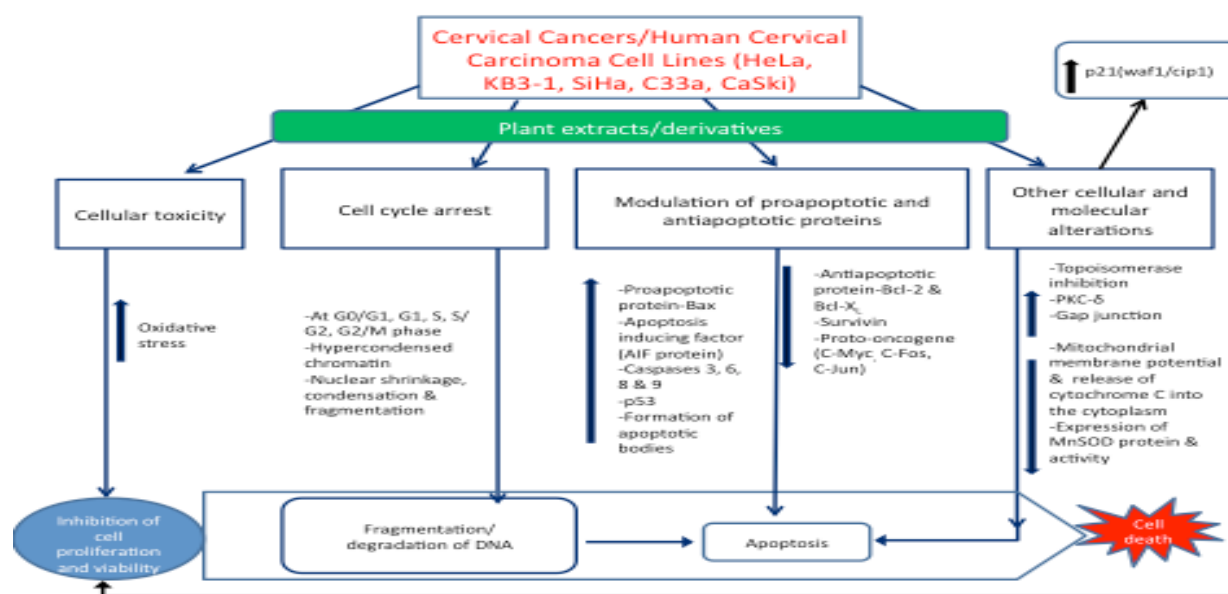 Cervical Cancers/Human Cervical
Carcinoma Cell Lines (HeLa,
KB3-1, SiHa, C33a, CaSki)
p21(waf1/cip1)
Plant extracts/derivatives
Cellular toxicity
Cell cycle arrest
Modulation of proapoptotic and
antiapoptotic proteins
Other cellular and
molecular
alterations
Oxidative
stress
-At G0/G1, G1, S, S/
G2, G2/M phase
-Hypercondensed
chromatin
-Nuclear shrinkage,
condensation &
fragmentation
-Proapoptotic
protein-Bax
-Apoptosis
inducing factor
(AIF protein)
-Caspases 3, 6,
8 & 9
-p53
-Formation of
apoptotic
bodies
-Antiapoptotic
protein-Bcl-2 &
Bcl-XL
-Survivin
-Proto-oncogene
(C-Myc, C-Fos,
C-Jun)
-Topoisomerase
inhibition
-PKC-δ
-Gap junction
-Mitochondrial
membrane potential
& release of
cytochrome C into
the cytoplasm
-Expression of
MnSOD protein &
activity
Inhibition of
cell
proliferation
and viability
Fragmentation/
degradation of DNA
Apoptosis
Cell
death